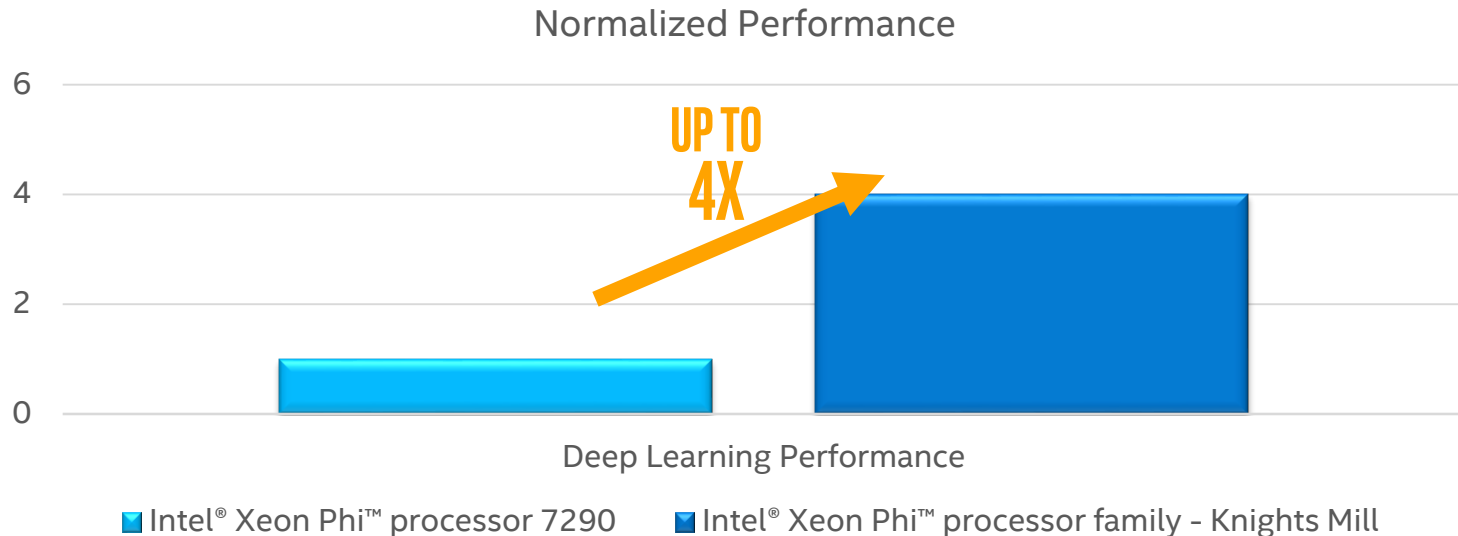 Normalized Performance
6
UP TO
4X
4
2
0
Deep Learning Performance
Intel® Xeon Phi™ processor 7290
Intel® Xeon Phi™ processor family - Knights Mill